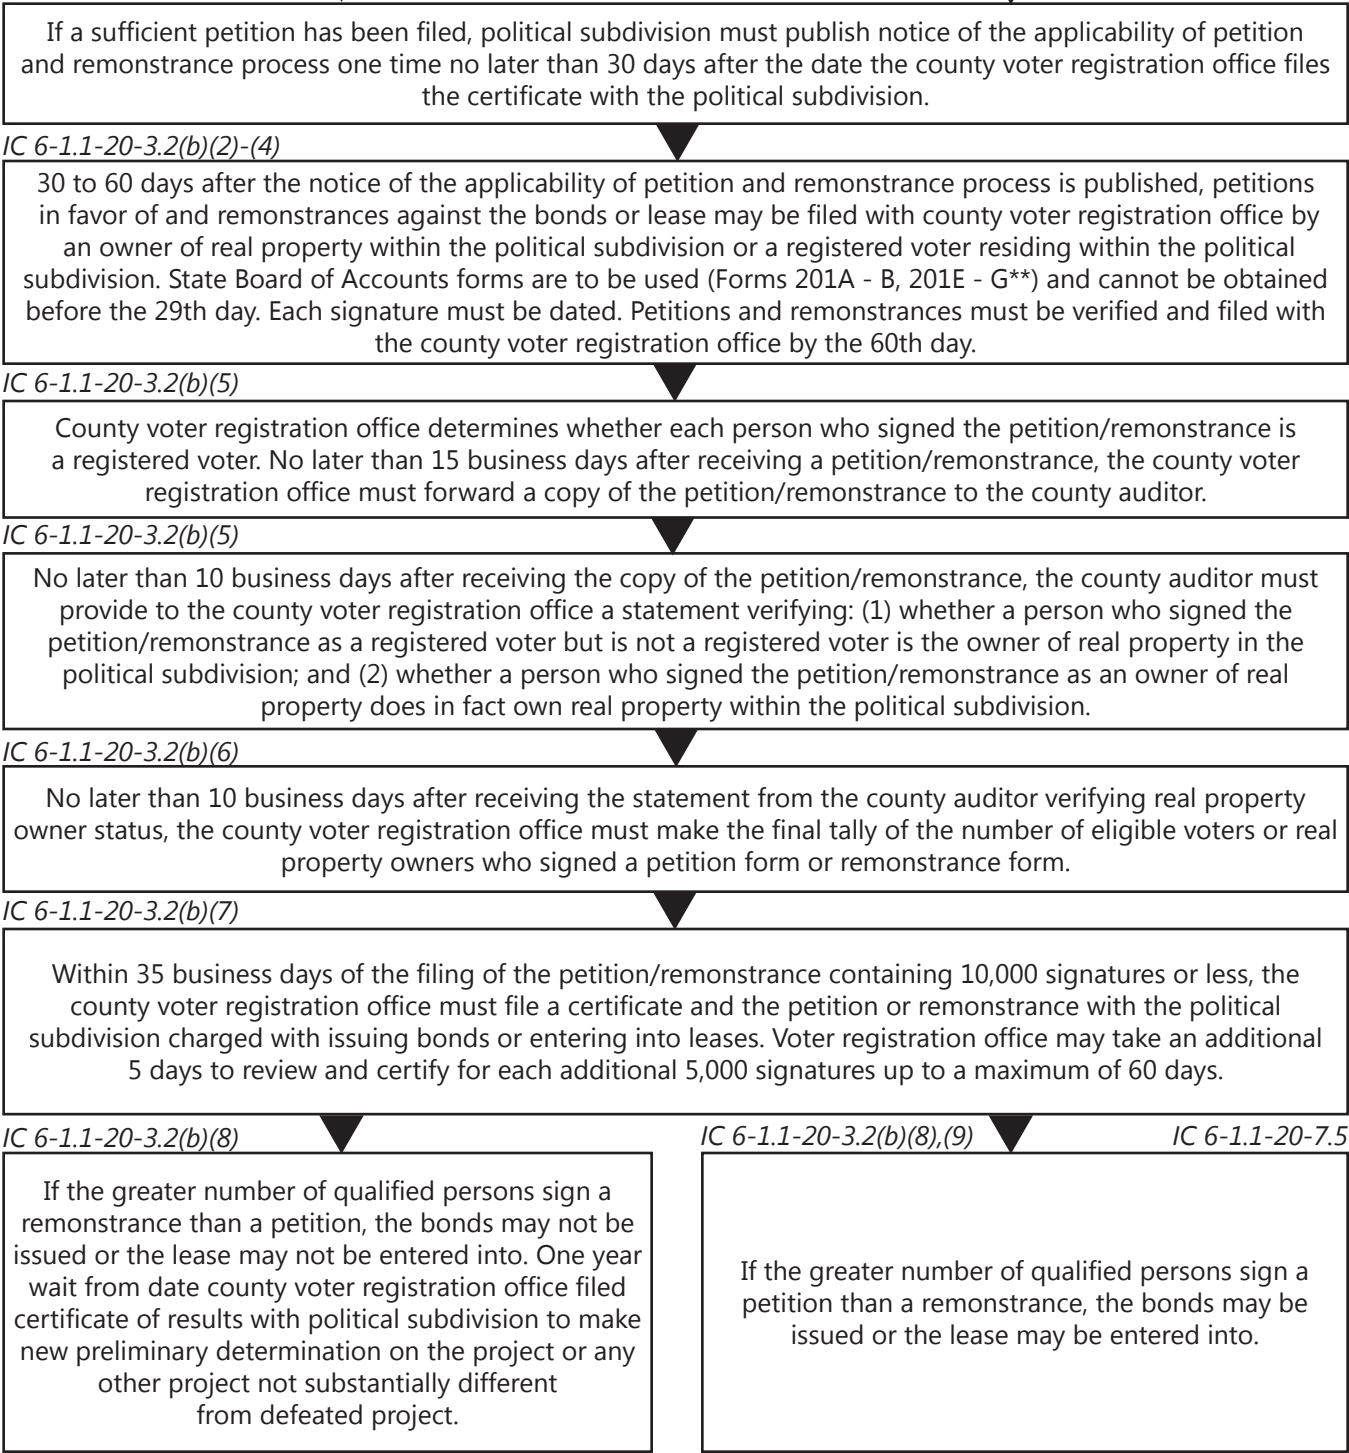 If a sufficient petition has been filed, political subdivision must publish notice of the applicability of petition
and remonstrance process one time no later than 30 days after the date the county voter registration office files
the certificate with the political subdivision.
IC 6-1.1-20-3.2(b)(2)-(4)
30 to 60 days after the notice of the applicability of petition and remonstrance process is published, petitions
in favor of and remonstrances against the bonds or lease may be filed with county voter registration office by
an owner of real property within the political subdivision or a registered voter residing within the political
subdivision. State Board of Accounts forms are to be used (Forms 201A - B, 201E - G**) and cannot be obtained
before the 29th day. Each signature must be dated. Petitions and remonstrances must be verified and filed with
the county voter registration office by the 60th day.
IC 6-1.1-20-3.2(b)(5)
County voter registration office determines whether each person who signed the petition/remonstrance is
a registered voter. No later than 15 business days after receiving a petition/remonstrance, the county voter
registration office must forward a copy of the petition/remonstrance to the county auditor.
IC 6-1.1-20-3.2(b)(5)
No later than 10 business days after receiving the copy of the petition/remonstrance, the county auditor must
provide to the county voter registration office a statement verifying: (1) whether a person who signed the
petition/remonstrance as a registered voter but is not a registered voter is the owner of real property in the
political subdivision; and (2) whether a person who signed the petition/remonstrance as an owner of real
property does in fact own real property within the political subdivision.
IC 6-1.1-20-3.2(b)(6)
No later than 10 business days after receiving the statement from the county auditor verifying real property
owner status, the county voter registration office must make the final tally of the number of eligible voters or real
property owners who signed a petition form or remonstrance form.
IC 6-1.1-20-3.2(b)(7)
Within 35 business days of the filing of the petition/remonstrance containing 10,000 signatures or less, the
county voter registration office must file a certificate and the petition or remonstrance with the political
subdivision charged with issuing bonds or entering into leases. Voter registration office may take an additional
5 days to review and certify for each additional 5,000 signatures up to a maximum of 60 days.
IC 6-1.1-20-3.2(b)(8)
If the greater number of qualified persons sign a
remonstrance than a petition, the bonds may not be
issued or the lease may not be entered into. One year
wait from date county voter registration office filed
certificate of results with political subdivision to make
new preliminary determination on the project or any
other project not substantially different
from defeated project.
IC 6-1.1-20-3.2(b)(8),(9)
IC 6-1.1-20-7.5
If the greater number of qualified persons sign a
petition than a remonstrance, the bonds may be
issued or the lease may be entered into.